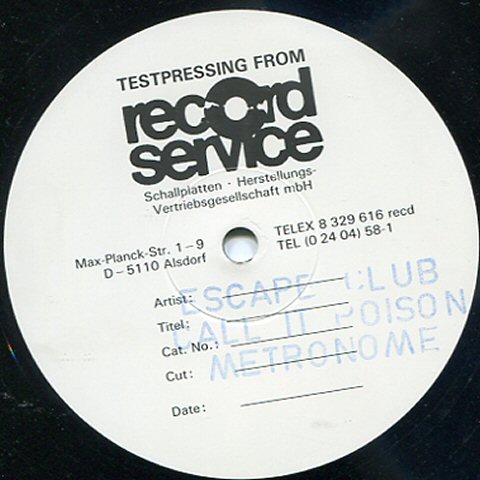 TESTPRESSING FROM
record
service
Schallplatten · Herstellungs-
Vertriebsgesellschaft mbH
Max-Planck-Str. 1–9
D–5110 Alsdorf
TELEX 8 329 616 recd
TEL (0 24 04) 58-1
Artist:
ESCAPE CLUB
Titel:
CALL IT POISON
Cat. No.:
METRONOME
Cut:
Date: